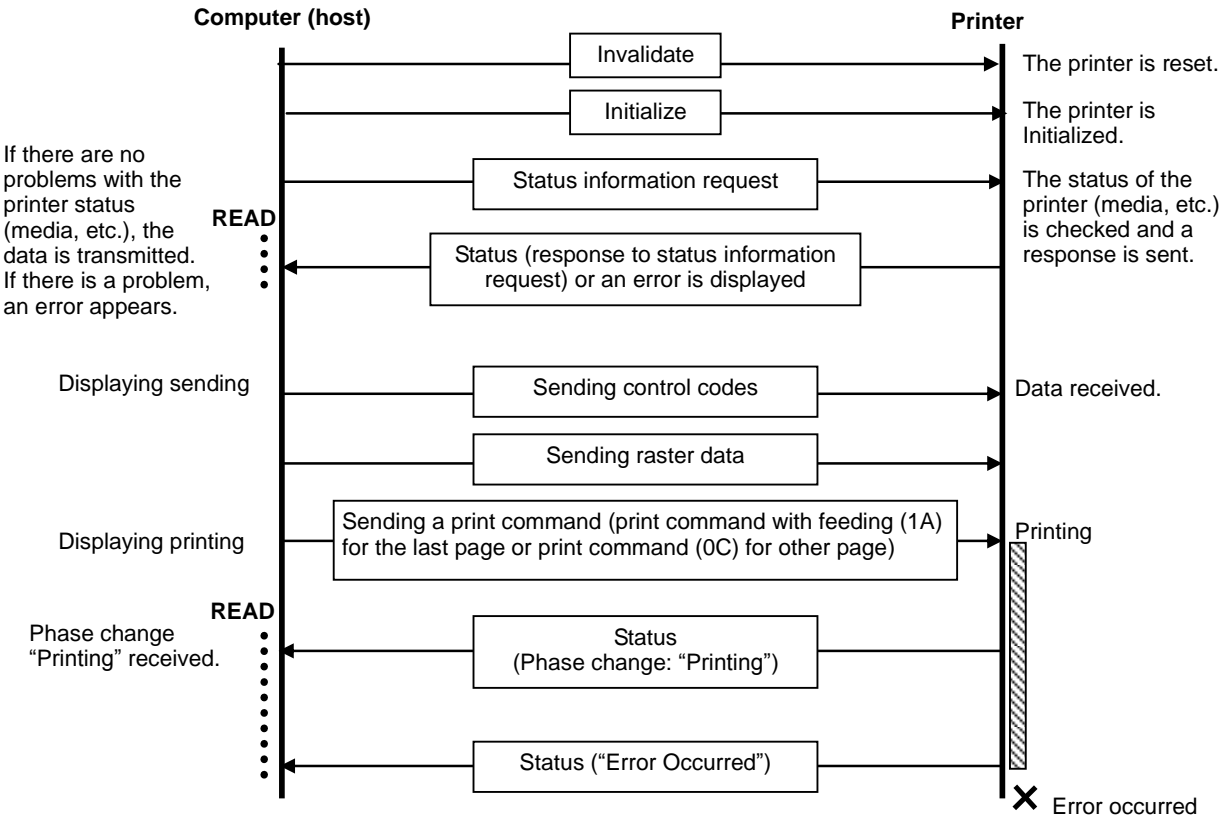 Computer (host)
Printer
Invalidate
The printer is reset.
Initialize
The printer is
Initialized.
If there are no
problems with the
printer status
(media, etc.), the
data is transmitted.
If there is a problem,
an error appears.
Status information request
The status of the
printer (media, etc.)
is checked and a
response is sent.
READ
Status (response to status information
request) or an error is displayed
Displaying sending
Sending control codes
Data received.
Sending raster data
Displaying printing
Sending a print command (print command with feeding (1A)
for the last page or print command (0C) for other page)
Printing
READ
Phase change
“Printing” received.
Status
(Phase change: “Printing”)
Status (“Error Occurred”)
Error occurred